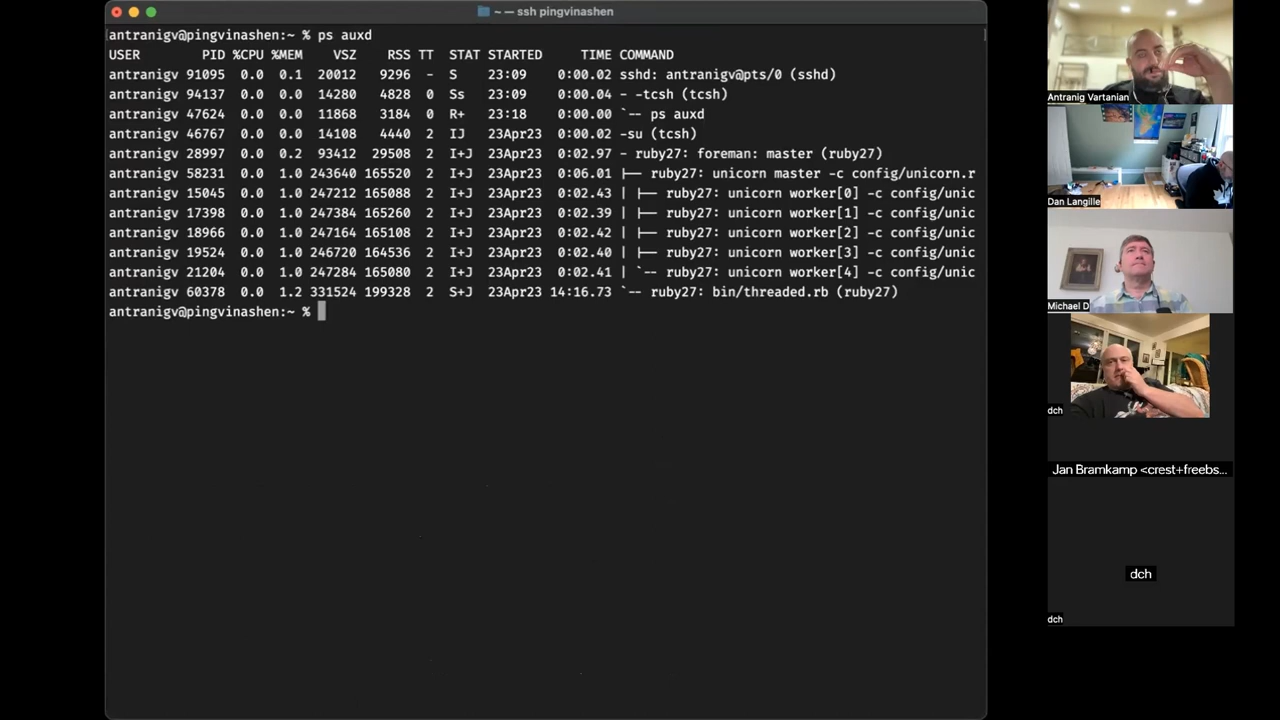 ~ — ssh pingvinashen
antranigv@pingvinashen:~ % ps auxd
USER PID %CPU %MEM VSZ RSS TT STAT STARTED TIME COMMAND
antranigv 91095 0.0 0.1 20012 9296 - S 23:09 0:00.02 sshd: antranigv@pts/0 (sshd)
antranigv 94137 0.0 0.0 14280 4828 0 Ss 23:09 0:00.04 - -tcsh (tcsh)
antranigv 47624 0.0 0.0 11868 3180 0 R+ 23:18 0:00.00 `-- ps auxd
antranigv 46767 0.0 0.0 14108 4440 2 IJ 23Apr23 0:00.02 -su (tcsh)
antranigv 28997 0.0 0.2 93412 29508 2 I+J 23Apr23 0:02.97 - ruby27: foreman: master (ruby27)
antranigv 58231 0.0 1.0 243640 165520 2 I+J 23Apr23 0:06.01 ├── ruby27: unicorn master -c config/unicorn.r
antranigv 15045 0.0 1.0 247212 165088 2 I+J 23Apr23 0:02.43 | ├── ruby27: unicorn worker[0] -c config/unic
antranigv 17398 0.0 1.0 247384 165260 2 I+J 23Apr23 0:02.39 | ├── ruby27: unicorn worker[1] -c config/unic
antranigv 18966 0.0 1.0 247164 165108 2 I+J 23Apr23 0:02.42 | ├── ruby27: unicorn worker[2] -c config/unic
antranigv 19524 0.0 1.0 246720 164536 2 I+J 23Apr23 0:02.40 | ├── ruby27: unicorn worker[3] -c config/unic
antranigv 21204 0.0 1.0 247284 165080 2 I+J 23Apr23 0:02.41 | `-- ruby27: unicorn worker[4] -c config/unic
antranigv 60378 0.0 1.2 331524 199328 2 S+J 23Apr23 14:16.73 `-- ruby27: bin/threaded.rb (ruby27)
antranigv@pingvinashen:~ %
Antranig Vartanian
Dan Langille
Michael D
dch
Jan Bramkamp <crest+freebs...
dch
dch